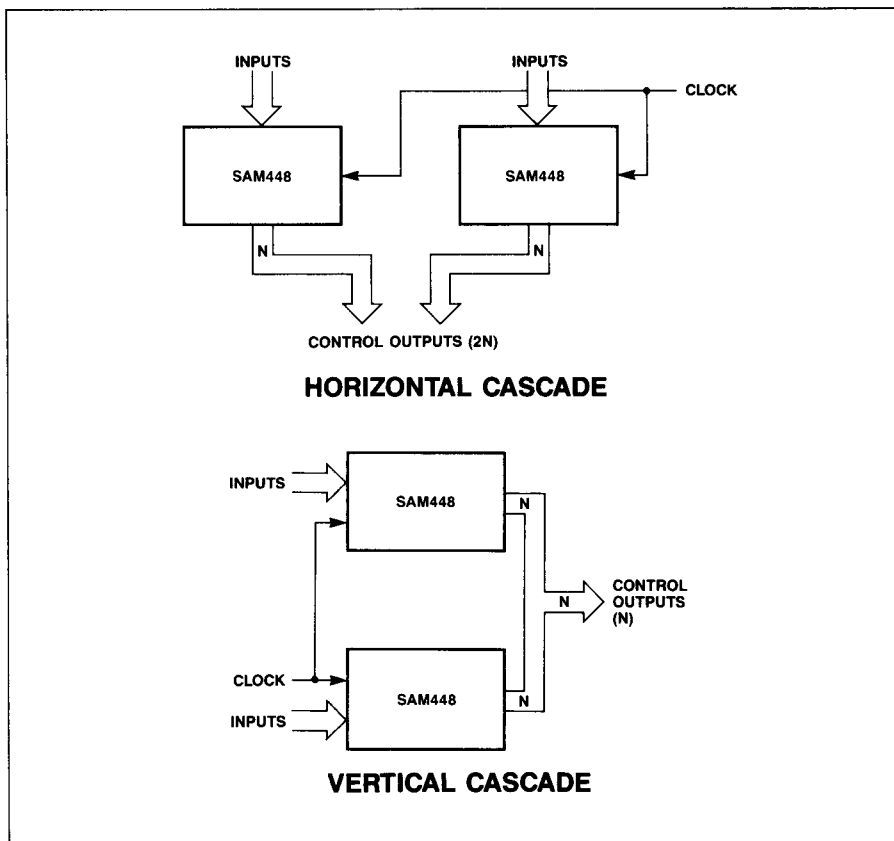 INPUTS
INPUTS
CLOCK
SAM448
SAM448
N
N
CONTROL OUTPUTS (2N)
HORIZONTAL CASCADE
INPUTS
SAM448
N
N
CONTROL
OUTPUTS
(N)
CLOCK
SAM448
N
INPUTS
VERTICAL CASCADE